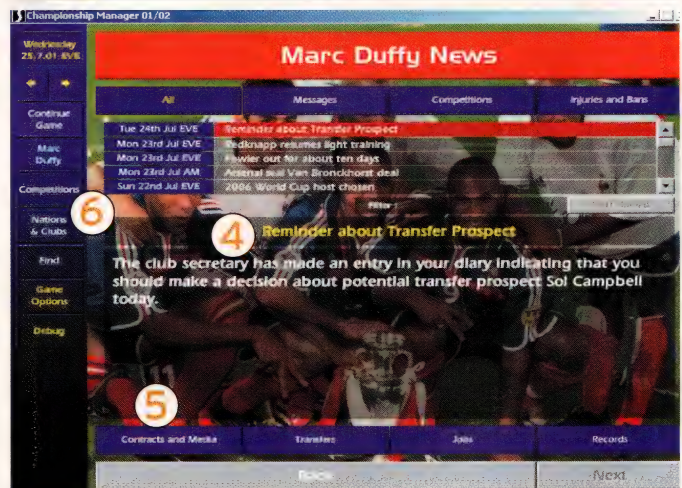 Championship Manager 01/02
Wednesday
25.7.01 EVE
Continue
Game
Marc
Duffy
Competitions
Nations
& Clubs
Find
Game
Options
Debug
Marc Duffy News
All
Messages
Competitions
Injuries and Bans
Tue 24th Jul EVE Reminder about Transfer Prospect
Mon 23rd Jul EVE Redknapp resumes light training
Mon 23rd Jul EVE Fowler out for about ten days
Mon 23rd Jul AM Arsenal seal Van Bronckhorst deal
Sun 22nd Jul EVE 2006 World Cup host chosen
Filter :
6
4
Reminder about Transfer Prospect
The club secretary has made an entry in your diary indicating that you
should make a decision about potential transfer prospect Sol Campbell
today.
5
Contracts and Media
Transfers
Jobs
Records
Next